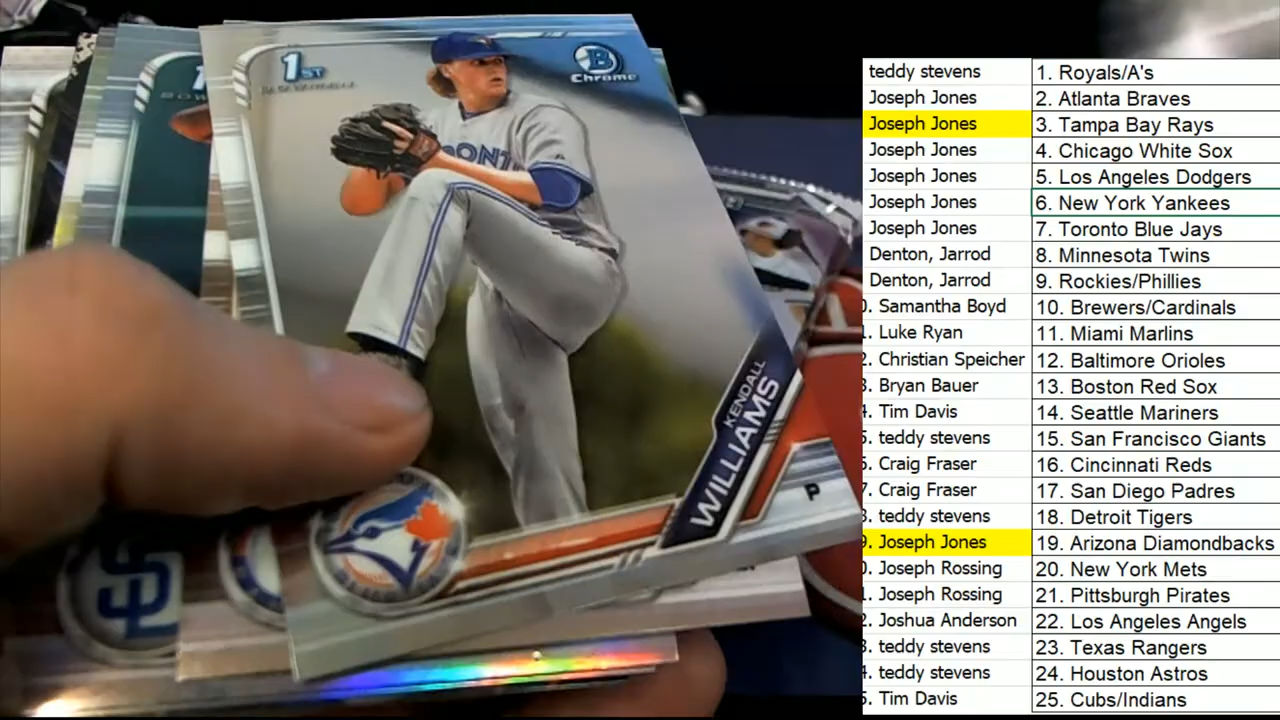 1ST
B
Chrome
BOW
RONT
KENDALL
WILLIAMS
P
SD
teddy stevens 1. Royals/A's
Joseph Jones 2. Atlanta Braves
Joseph Jones 3. Tampa Bay Rays
Joseph Jones 4. Chicago White Sox
Joseph Jones 5. Los Angeles Dodgers
Joseph Jones 6. New York Yankees
Joseph Jones 7. Toronto Blue Jays
Denton, Jarrod 8. Minnesota Twins
Denton, Jarrod 9. Rockies/Phillies
. Samantha Boyd 10. Brewers/Cardinals
. Luke Ryan 11. Miami Marlins
. Christian Speicher 12. Baltimore Orioles
. Bryan Bauer 13. Boston Red Sox
. Tim Davis 14. Seattle Mariners
. teddy stevens 15. San Francisco Giants
. Craig Fraser 16. Cincinnati Reds
. Craig Fraser 17. San Diego Padres
. teddy stevens 18. Detroit Tigers
. Joseph Jones 19. Arizona Diamondbacks
. Joseph Rossing 20. New York Mets
. Joseph Rossing 21. Pittsburgh Pirates
. Joshua Anderson 22. Los Angeles Angels
. teddy stevens 23. Texas Rangers
. teddy stevens 24. Houston Astros
. Tim Davis 25. Cubs/Indians